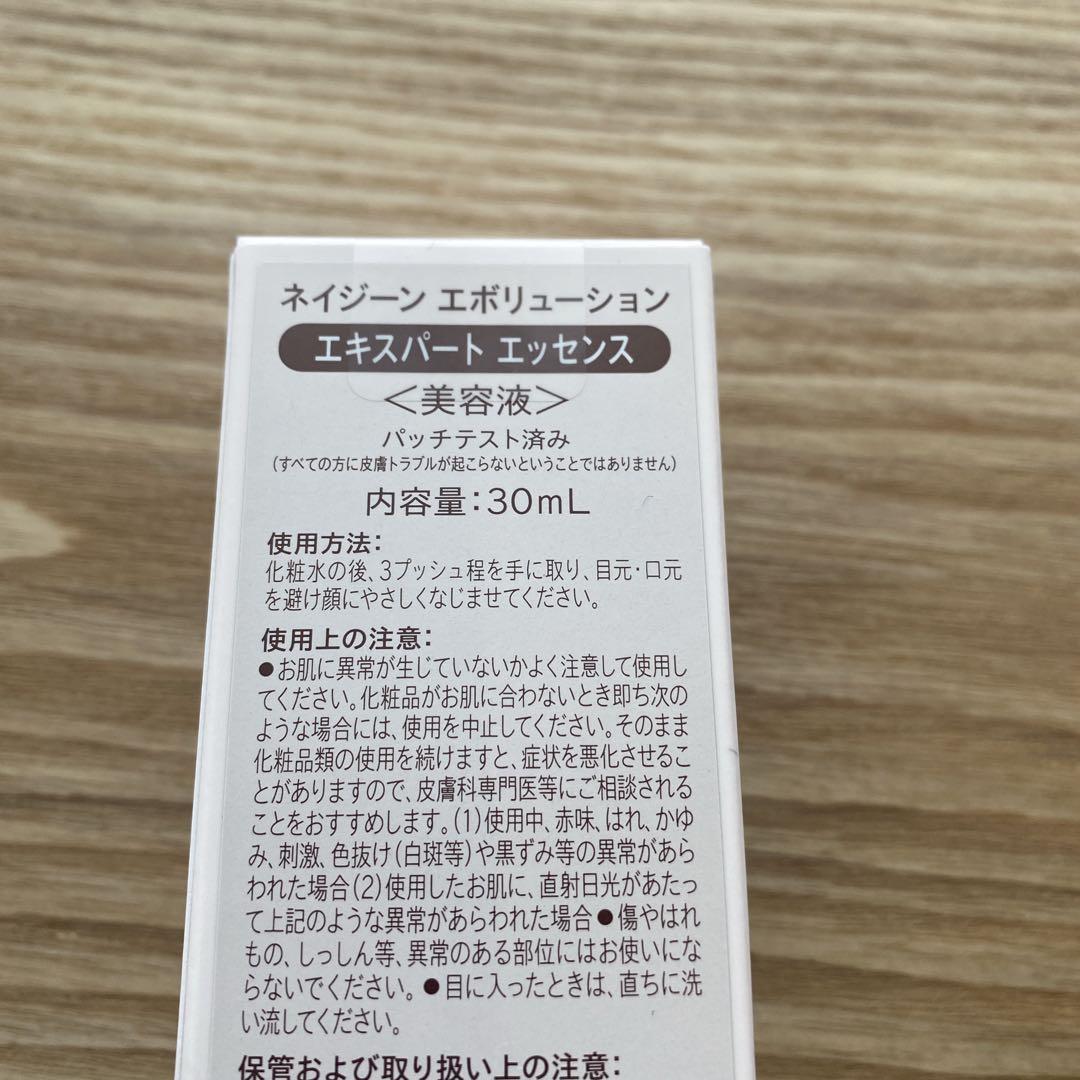 ネイジーン エボリューション
エキスパート エッセンス
＜美容液＞
パッチテスト済み
（すべての方に皮膚トラブルが起こらないということではありません）
内容量：30mL
使用方法：
化粧水の後、3プッシュ程を手に取り、目元・口元
を避け顔にやさしくなじませてください。
使用上の注意：
●お肌に異常が生じていないかよく注意して使用し
てください。化粧品がお肌に合わないとき即ち次の
ような場合には、使用を中止してください。そのまま
化粧品類の使用を続けますと、症状を悪化させるこ
とがありますので、皮膚科専門医等にご相談される
ことをおすすめします。（1）使用中、赤味、はれ、かゆ
み、刺激、色抜け（白斑等）や黒ずみ等の異常があら
われた場合（2）使用したお肌に、直射日光があたっ
て上記のような異常があらわれた場合●傷やはれ
もの、しっしん等、異常のある部位にはお使いにな
らないでください。●目に入ったときは、直ちに洗
い流してください。
保管および取り扱い上の注意：